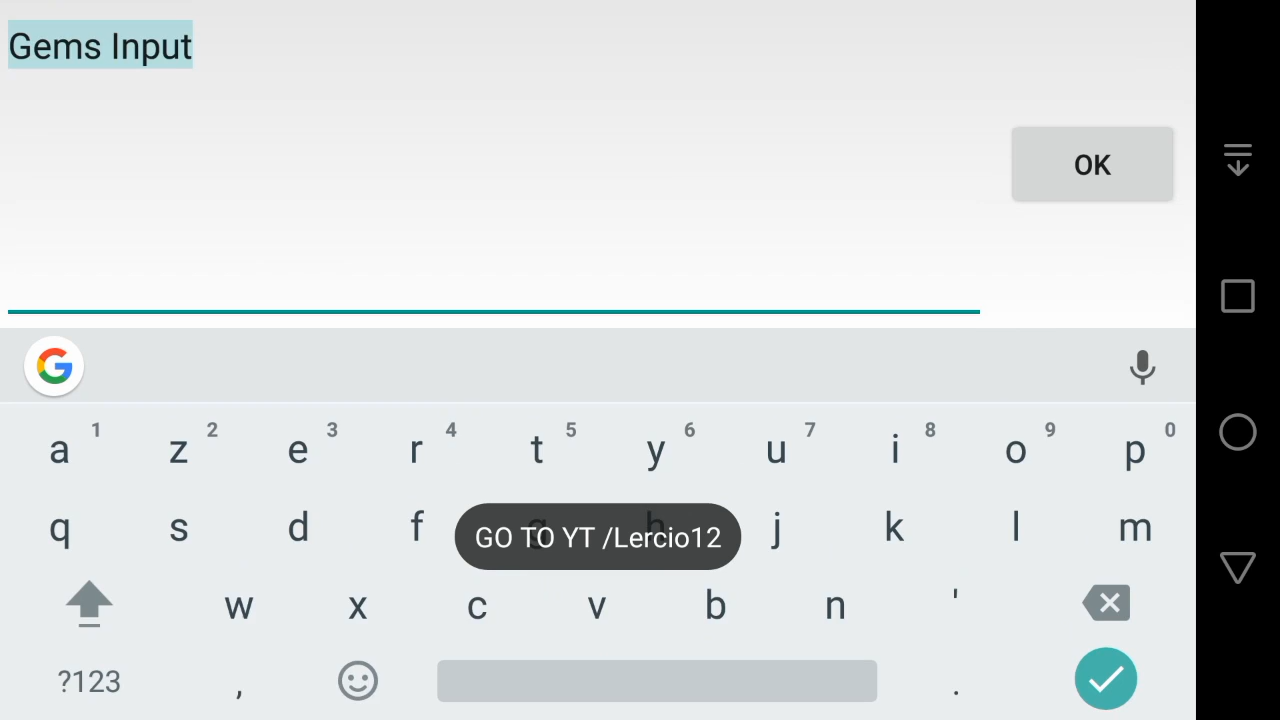 Gems Input
OK
G
a 1 z 2 e 3 r 4 t 5 y 6 u 7 i 8 o 9 p 0
q s d f g h j k l m
GO TO YT /Lercio12
w x c v b n '
?123 , .